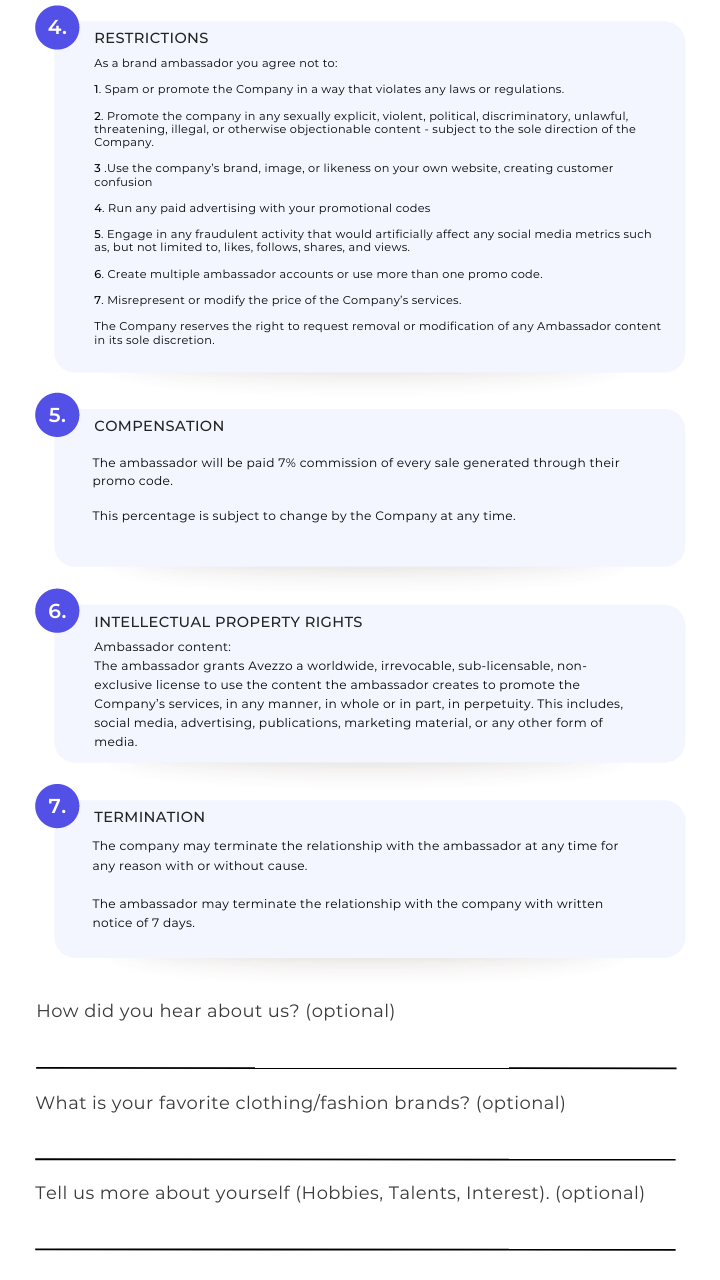 4.
RESTRICTIONS
As a brand ambassador you agree not to:
1. Spam or promote the Company in a way that violates any laws or regulations.
2. Promote the company in any sexually explicit, violent, political, discriminatory, unlawful,
threatening, illegal, or otherwise objectionable content - subject to the sole direction of the
Company.
3 .Use the company's brand, image, or likeness on your own website, creating customer
confusion
4. Run any paid advertising with your promotional codes
5. Engage in any fraudulent activity that would artificially affect any social media metrics such
as, but not limited to, likes, follows, shares, and views.
6. Create multiple ambassador accounts or use more than one promo code.
7. Misrepresent or modify the price of the Company's services.
The Company reserves the right to request removal or modification of any Ambassador content
in its sole discretion.
5.
COMPENSATION
The ambassador will be paid 7% commission of every sale generated through their
promo code.
This percentage is subject to change by the Company at any time.
6.
INTELLECTUAL PROPERTY RIGHTS
Ambassador content:
The ambassador grants Avezzo a worldwide, irrevocable, sub-licensable, non-
exclusive license to use the content the ambassador creates to promote the
Company's services, in any manner, in whole or in part, in perpetuity. This includes,
social media, advertising, publications, marketing material, or any other form of
media.
7.
TERMINATION
The company may terminate the relationship with the ambassador at any time for
any reason with or without cause.
The ambassador may terminate the relationship with the company with written
notice of 7 days.
How did you hear about us? (optional)
What is your favorite clothing/fashion brands? (optional)
Tell us more about yourself (Hobbies, Talents, Interest). (optional)